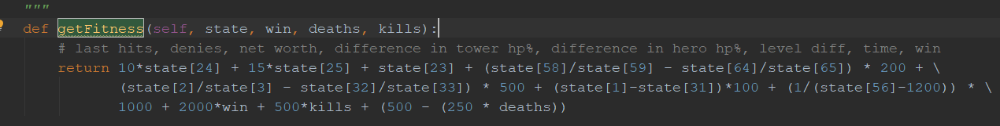 """
def getFitness(self, state, win, deaths, kills):
# last hits, denies, net worth, difference in tower hp%, difference in hero hp%, level diff, time, win
return 10*state[24] + 15*state[25] + state[23] + (state[58]/state[59] - state[64]/state[65]) * 200 + \
(state[2]/state[3] - state[32]/state[33]) * 500 + (state[1]-state[31])*100 + (1/(state[56]-1200)) * \
1000 + 2000*win + 500*kills + (500 - (250 * deaths))